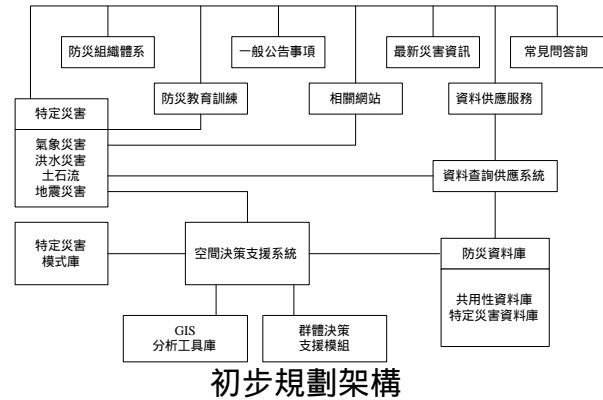 防災組織體系
一般公告事項
最新災害資訊
常見問答詢
防災教育訓練
相關網站
資料供應服務
特定災害
氣象災害
洪水災害
土石流
地震災害
資料查詢供應系統
特定災害
模式庫
空間決策支援系統
防災資料庫
共用性資料庫
特定災害資料庫
GIS
分析工具庫
群體決策
支援模組
初步規劃架構